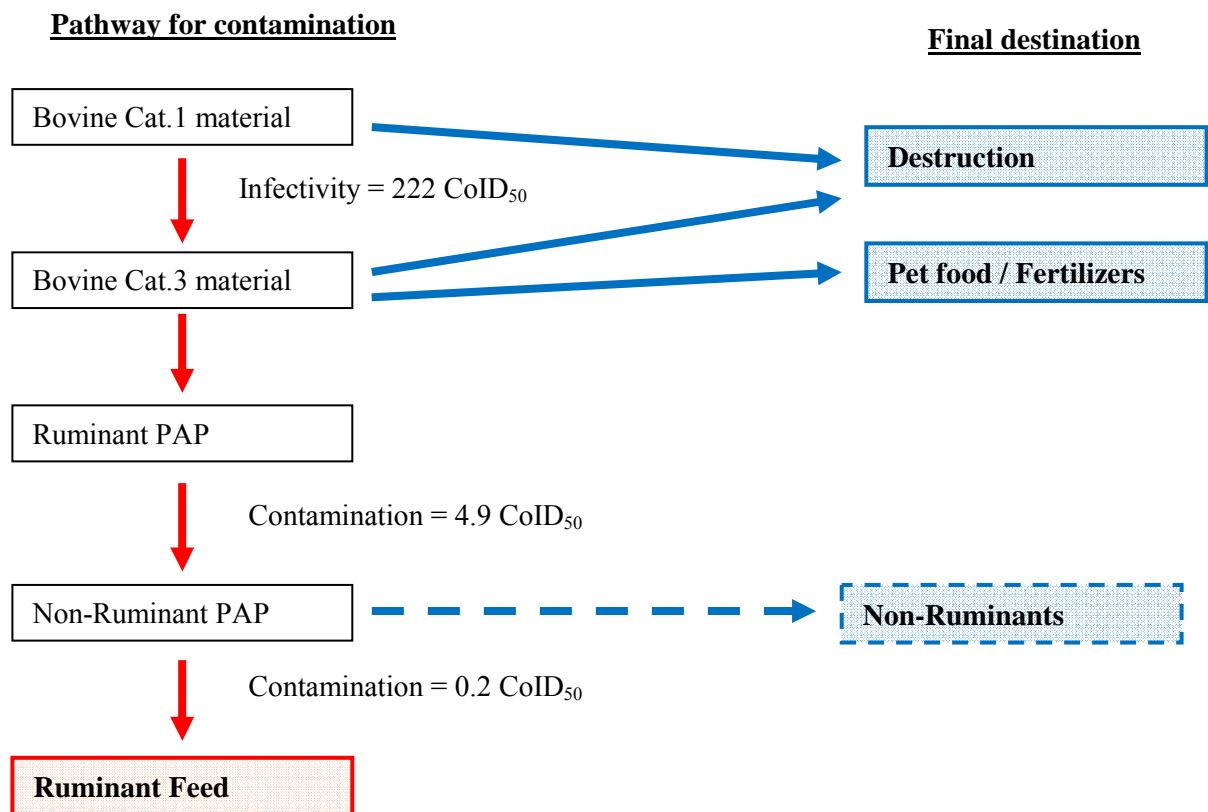 Pathway for contamination
Final destination
Bovine Cat.1 material
Destruction
Infectivity = 222 CoID₅₀
Bovine Cat.3 material
Pet food / Fertilizers
Ruminant PAP
Contamination = 4.9 CoID₅₀
Non-Ruminant PAP
Non-Ruminants
Contamination = 0.2 CoID₅₀
Ruminant Feed